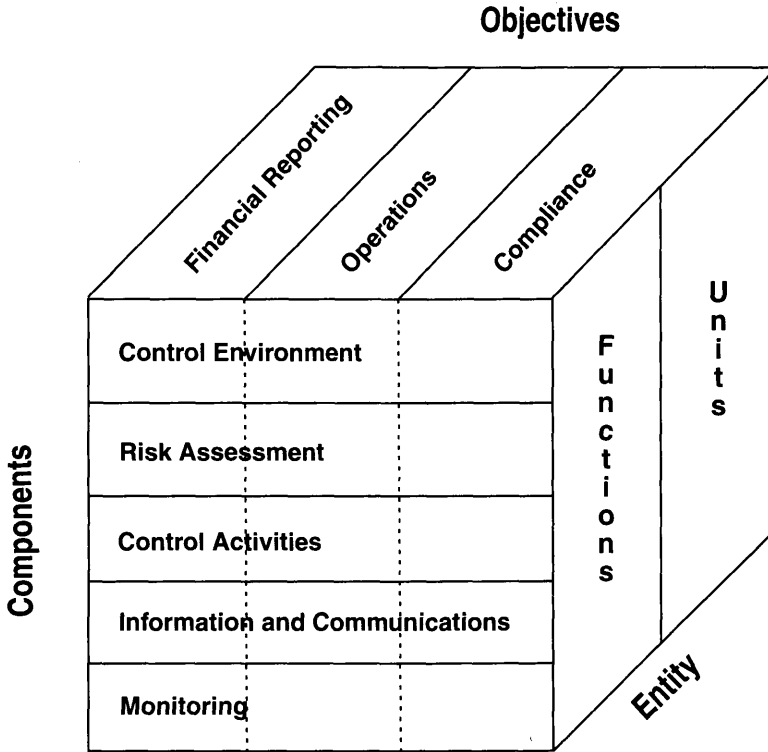 Objectives
Financial Reporting
Operations
Compliance
Components
Control Environment
Risk Assessment
Control Activities
Information and Communications
Monitoring
Functions
Units
Entity